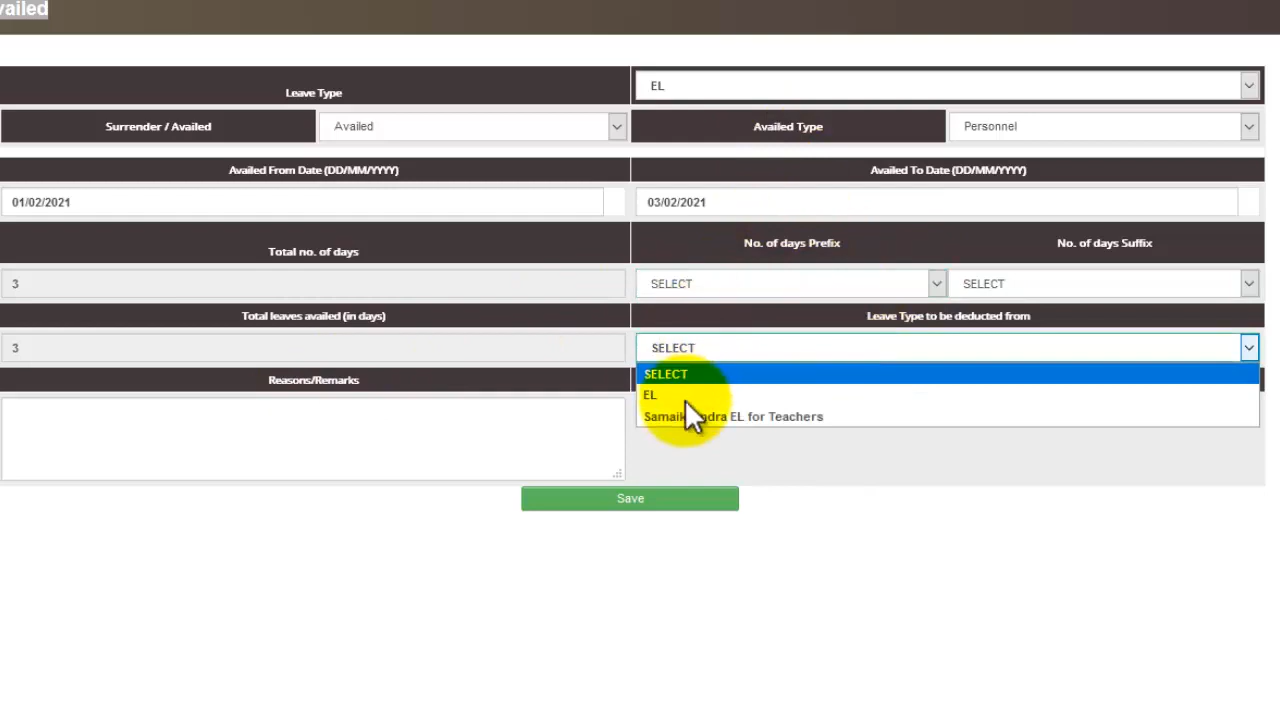 vailed
Leave Type
EL
Surrender / Availed
Availed
Availed Type
Personnel
Availed From Date (DD/MM/YYYY)
Availed To Date (DD/MM/YYYY)
01/02/2021
03/02/2021
Total no. of days
No. of days Prefix
No. of days Suffix
3
SELECT
SELECT
Total leaves availed (in days)
Leave Type to be deducted from
3
SELECT
SELECT
Reasons/Remarks
EL
EL for Teachers
Save